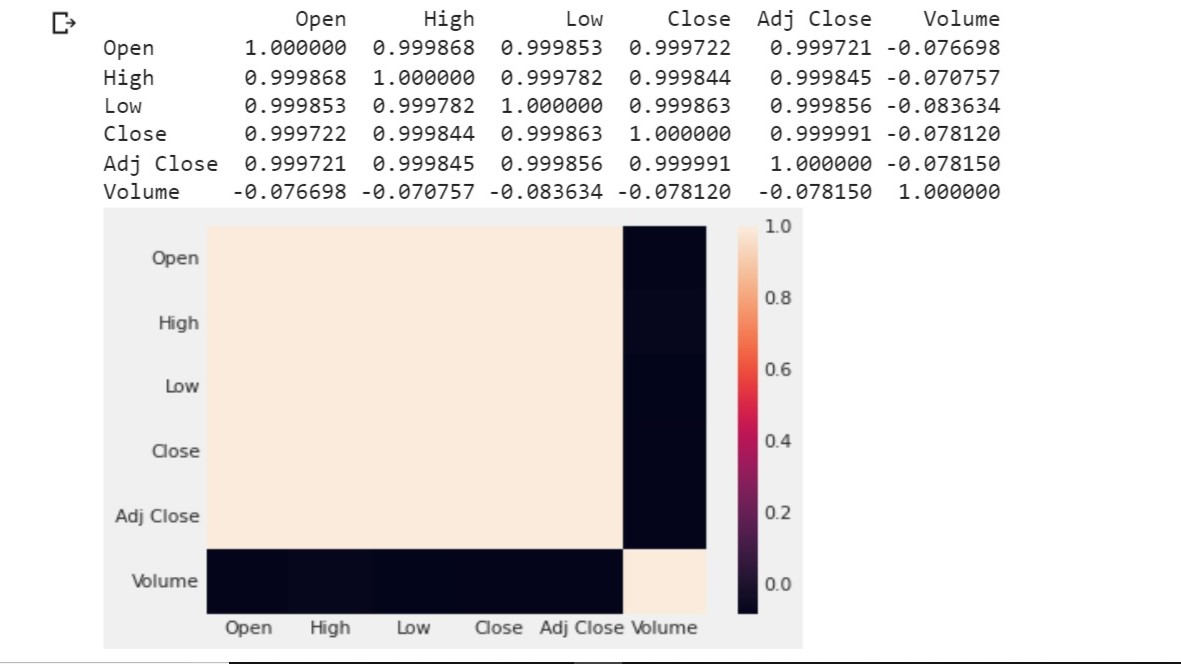 Open High Low Close Adj Close Volume
Open 1.000000 0.999868 0.999853 0.999722 0.999721 -0.076698
High 0.999868 1.000000 0.999782 0.999844 0.999845 -0.070757
Low 0.999853 0.999782 1.000000 0.999863 0.999856 -0.083634
Close 0.999722 0.999844 0.999863 1.000000 0.999991 -0.078120
Adj Close 0.999721 0.999845 0.999856 0.999991 1.000000 -0.078150
Volume -0.076698 -0.070757 -0.083634 -0.078120 -0.078150 1.000000
Open
High
Low
Close
Adj Close
Volume
Open High Low Close Adj Close Volume
1.0
0.8
0.6
0.4
0.2
0.0